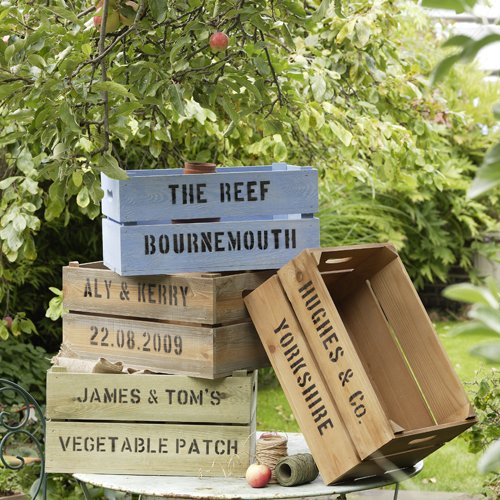 THE REEF
BOURNEMOUTH
ALY & KERRY
22.08.2009
JAMES & TOM'S
VEGETABLE PATCH
HUGHES & CO.
YORKSHIRE